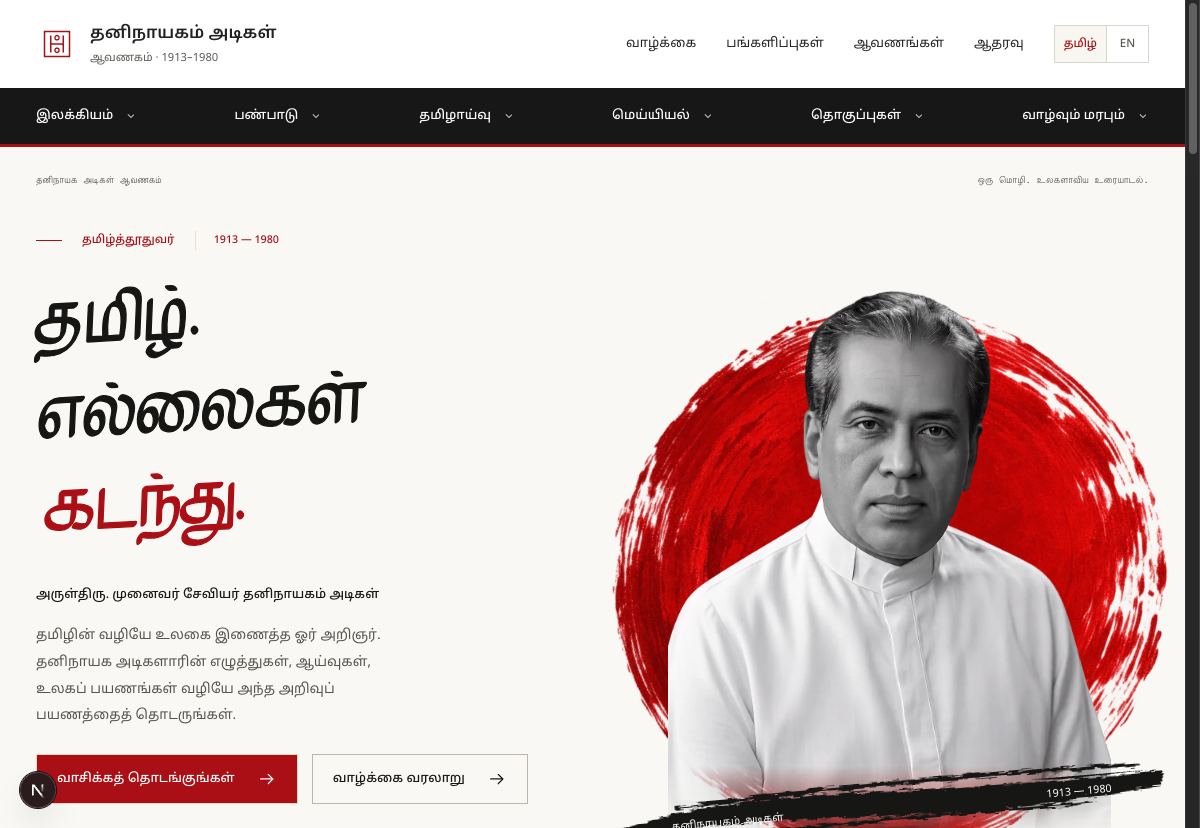 தனிநாயகம் அடிகள்
ஆவணகம் · 1913–1980
வாழ்க்கை பங்களிப்புகள் ஆவணங்கள் ஆதரவு தமிழ் EN
இலக்கியம் பண்பாடு தமிழாய்வு மெய்யியல் தொகுப்புகள் வாழ்வும் மரபும்
தனிநாயக அடிகள் ஆவணகம்
ஒரு மொழி. உலகளாவிய உரையாடல்.
தமிழ்த்தூதுவர் 1913 — 1980
தமிழ்.
எல்லைகள்
கடந்து.
அருள்திரு. முனைவர் சேவியர் தனிநாயகம் அடிகள்
தமிழின் வழியே உலகை இணைத்த ஓர் அறிஞர்.
தனிநாயக அடிகளாரின் எழுத்துகள், ஆய்வுகள்,
உலகப் பயணங்கள் வழியே அந்த அறிவுப்
பயணத்தைத் தொடருங்கள்.
வாசிக்கத் தொடங்குங்கள் → வாழ்க்கை வரலாறு →
N
1913 — 1980
தனிநாயகம் அடிகள்